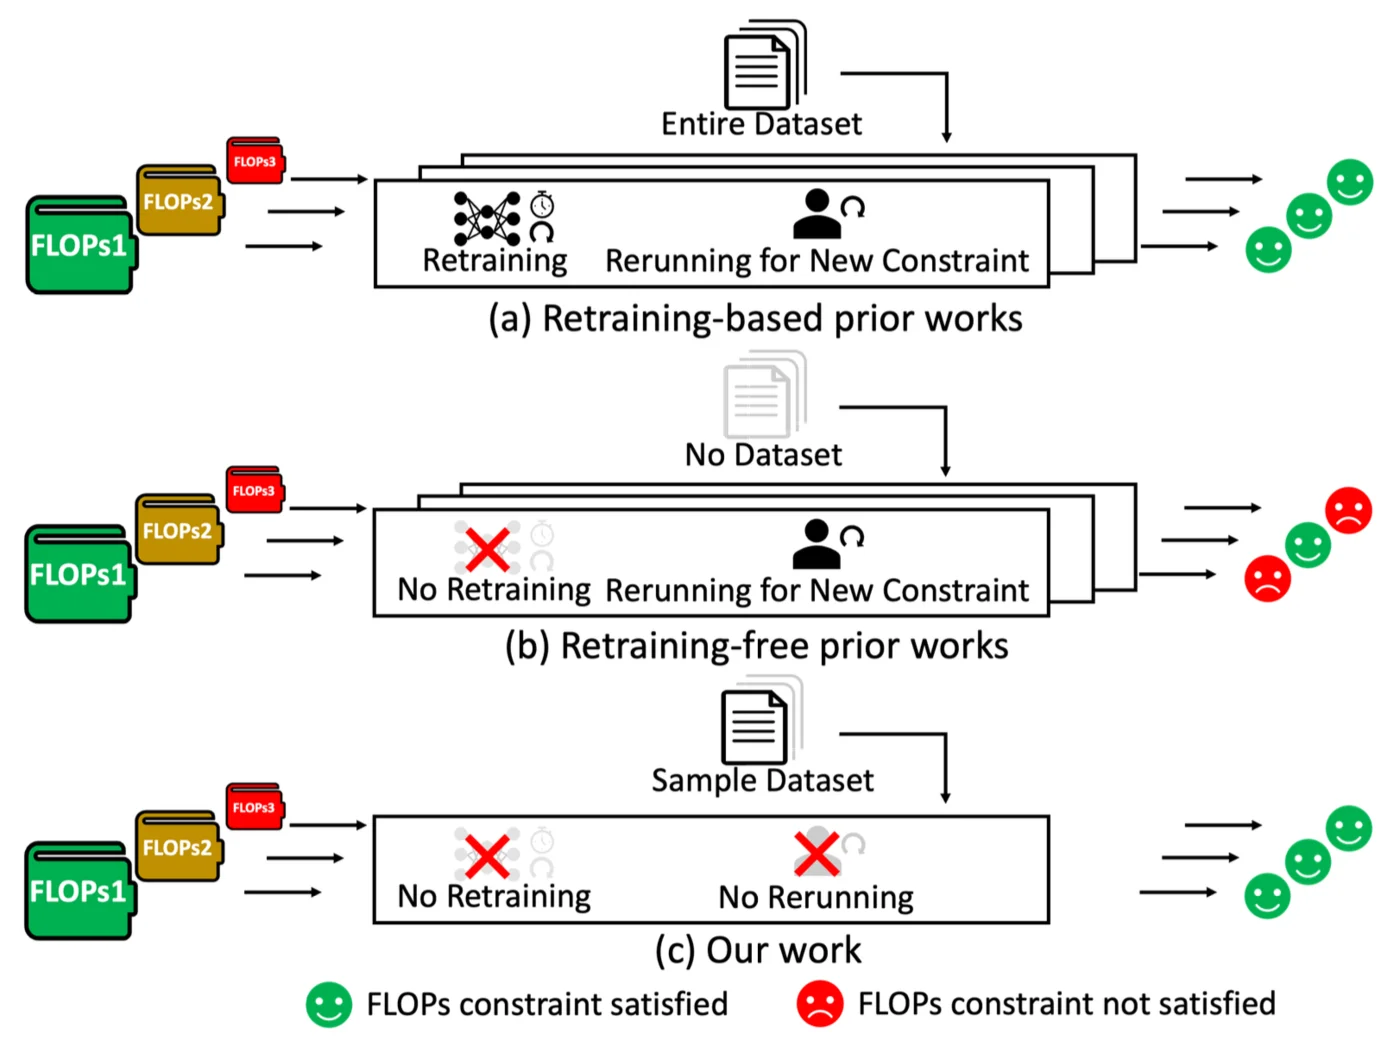 Entire Dataset
FLOPs3
FLOPs2
FLOPs1
Retraining
Rerunning for New Constraint
(a) Retraining-based prior works
No Dataset
FLOPs3
FLOPs2
FLOPs1
No Retraining
Rerunning for New Constraint
(b) Retraining-free prior works
Sample Dataset
FLOPs3
FLOPs2
FLOPs1
No Retraining
No Rerunning
(c) Our work
FLOPs constraint satisfied
FLOPs constraint not satisfied